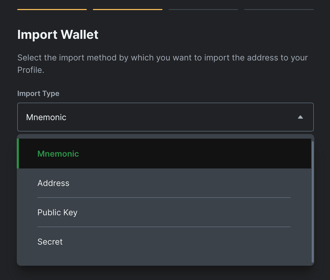 Import Wallet
Select the import method by which you want to import the address to your
Profile.
Import Type
Mnemonic
Mnemonic
Address
Public Key
Secret